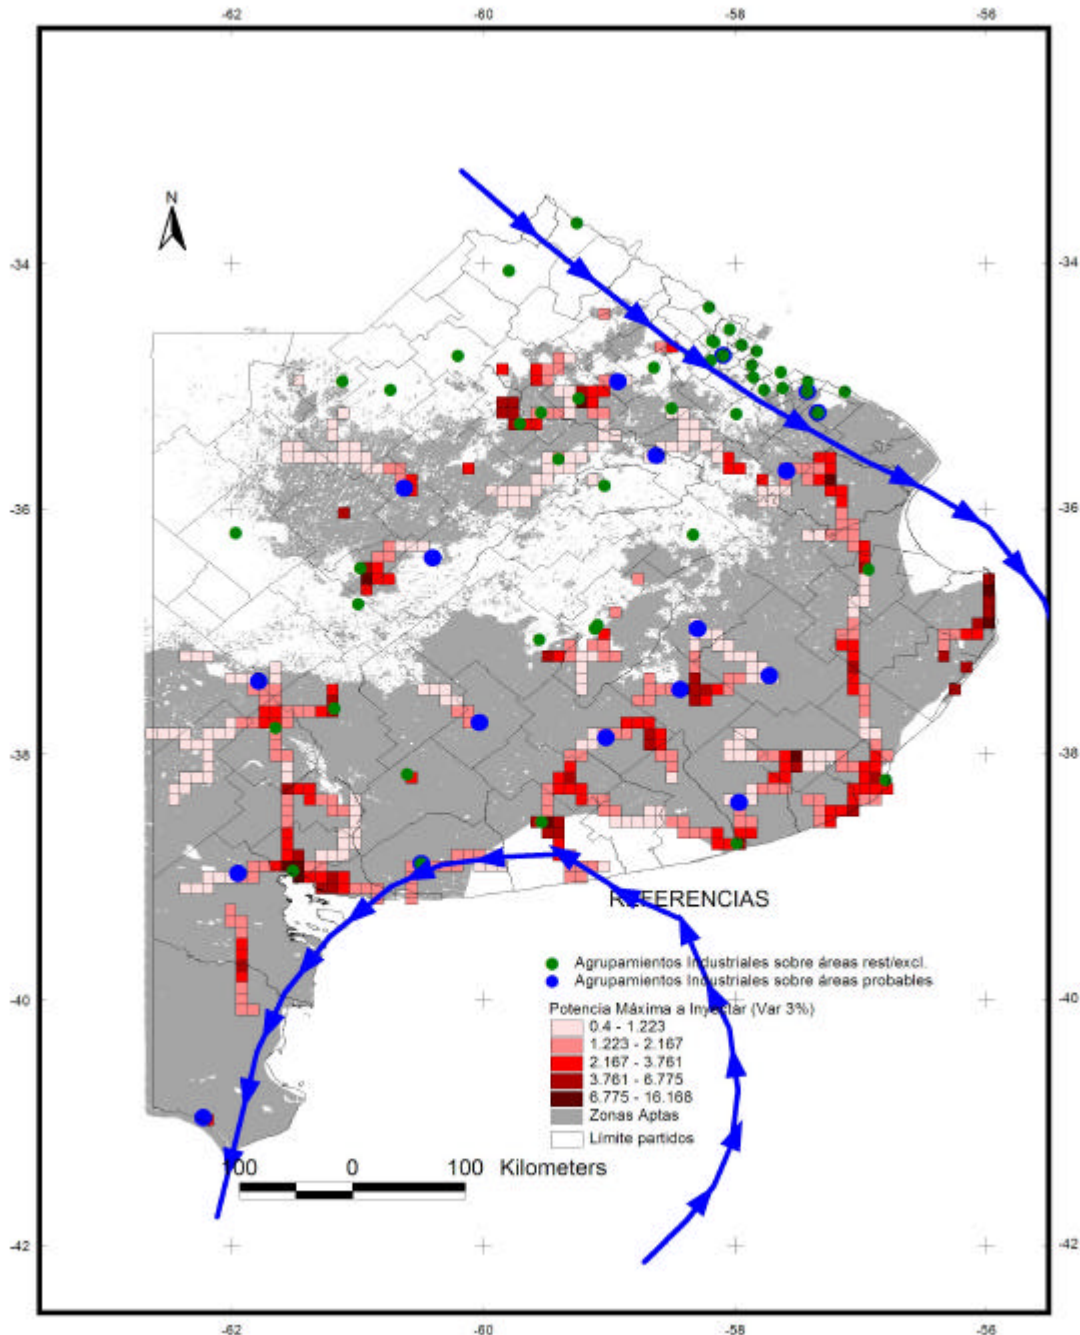 -62 -60 -58 -56
N
-34 -34
-36 -36
-38 -38
REFERENCIAS
Agrupamientos Industriales sobre áreas rest/excl.
Agrupamientos Industriales sobre áreas probables
-40 -40
Potencia Máxima a Inyectar (Var 3%)
0.4 - 1.223
1.223 - 2.167
2.167 - 3.761
3.761 - 6.775
6.775 - 16.168
Zonas Aptas
Límite partidos
100 0 100 Kilometers
-42 -42
-62 -60 -58 -56